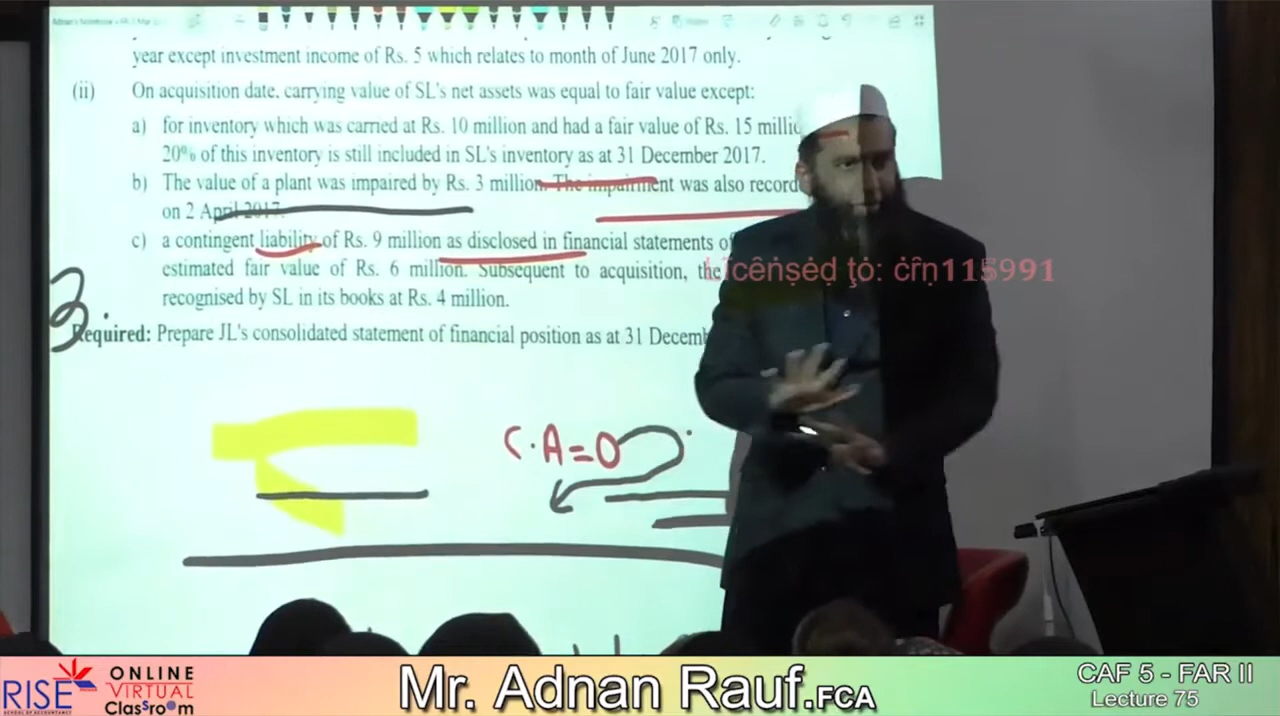 year except investment income of Rs. 5 which relates to month of June 2017 only.
(ii) On acquisition date, carrying value of SL's net assets was equal to fair value except:
a) for inventory which was carried at Rs. 10 million and had a fair value of Rs. 15 millio
20% of this inventory is still included in SL's inventory as at 31 December 2017.
b) The value of a plant was impaired by Rs. 3 million. The impairment was also record
on 2 April 2017.
c) a contingent liability of Rs. 9 million as disclosed in financial statements of
estimated fair value of Rs. 6 million. Subsequent to acquisition, the
Licensed to: crn115991
recognised by SL in its books at Rs. 4 million.
3
Required: Prepare JL's consolidated statement of financial position as at 31 Decemb
C.A=0
RISE
SCHOOL OF ACCOUNTANCY
ONLINE
VIRTUAL
Classroom
Mr. Adnan Rauf.FCA
CAF 5 - FAR II
Lecture 75